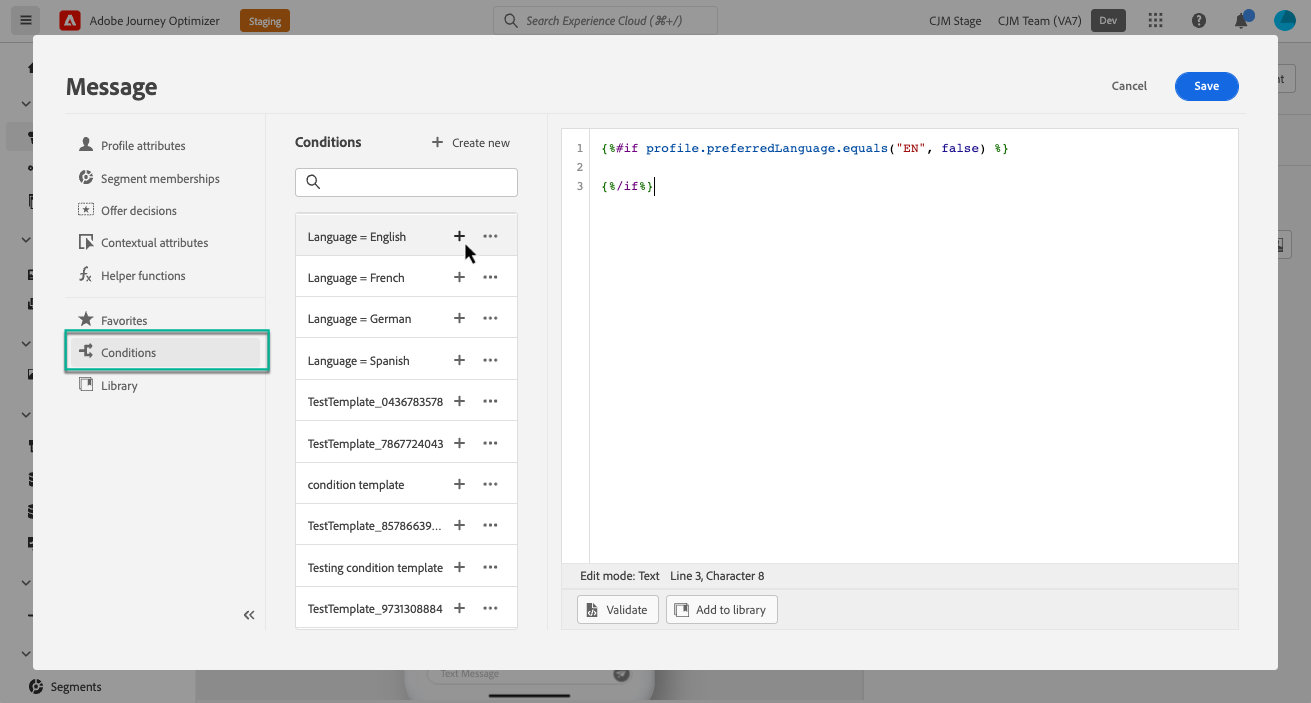 Adobe Journey Optimizer
Staging
Search Experience Cloud (⌘+/)
CJM Stage
CJM Team (VA7)
Dev
Message
Cancel
Save
Profile attributes
Segment memberships
Offer decisions
Contextual attributes
Helper functions
Favorites
Conditions
Library
Conditions
Create new
Language = English
Language = French
Language = German
Language = Spanish
TestTemplate_0436783578
TestTemplate_7867724043
condition template
TestTemplate_85786639...
Testing condition template
TestTemplate_9731308884
1 {%#if profile.preferredLanguage.equals("EN", false) %}
2
3 {%/if%}
Edit mode: Text Line 3, Character 8
Validate
Add to library
Text Message
Segments